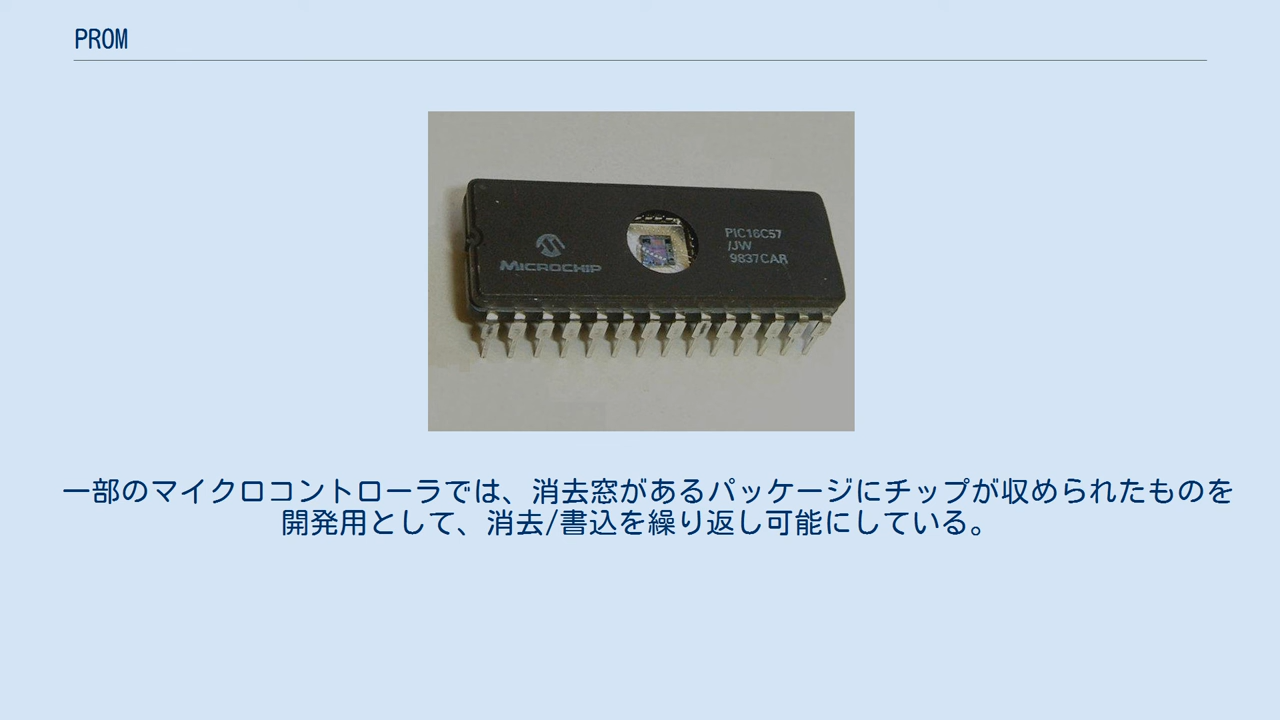 PROM
MICROCHIP
PIC16C57
/JW
9837CAR
一部のマイクロコントローラでは、消去窓があるパッケージにチップが収められたものを
開発用として、消去/書込を繰り返し可能にしている。